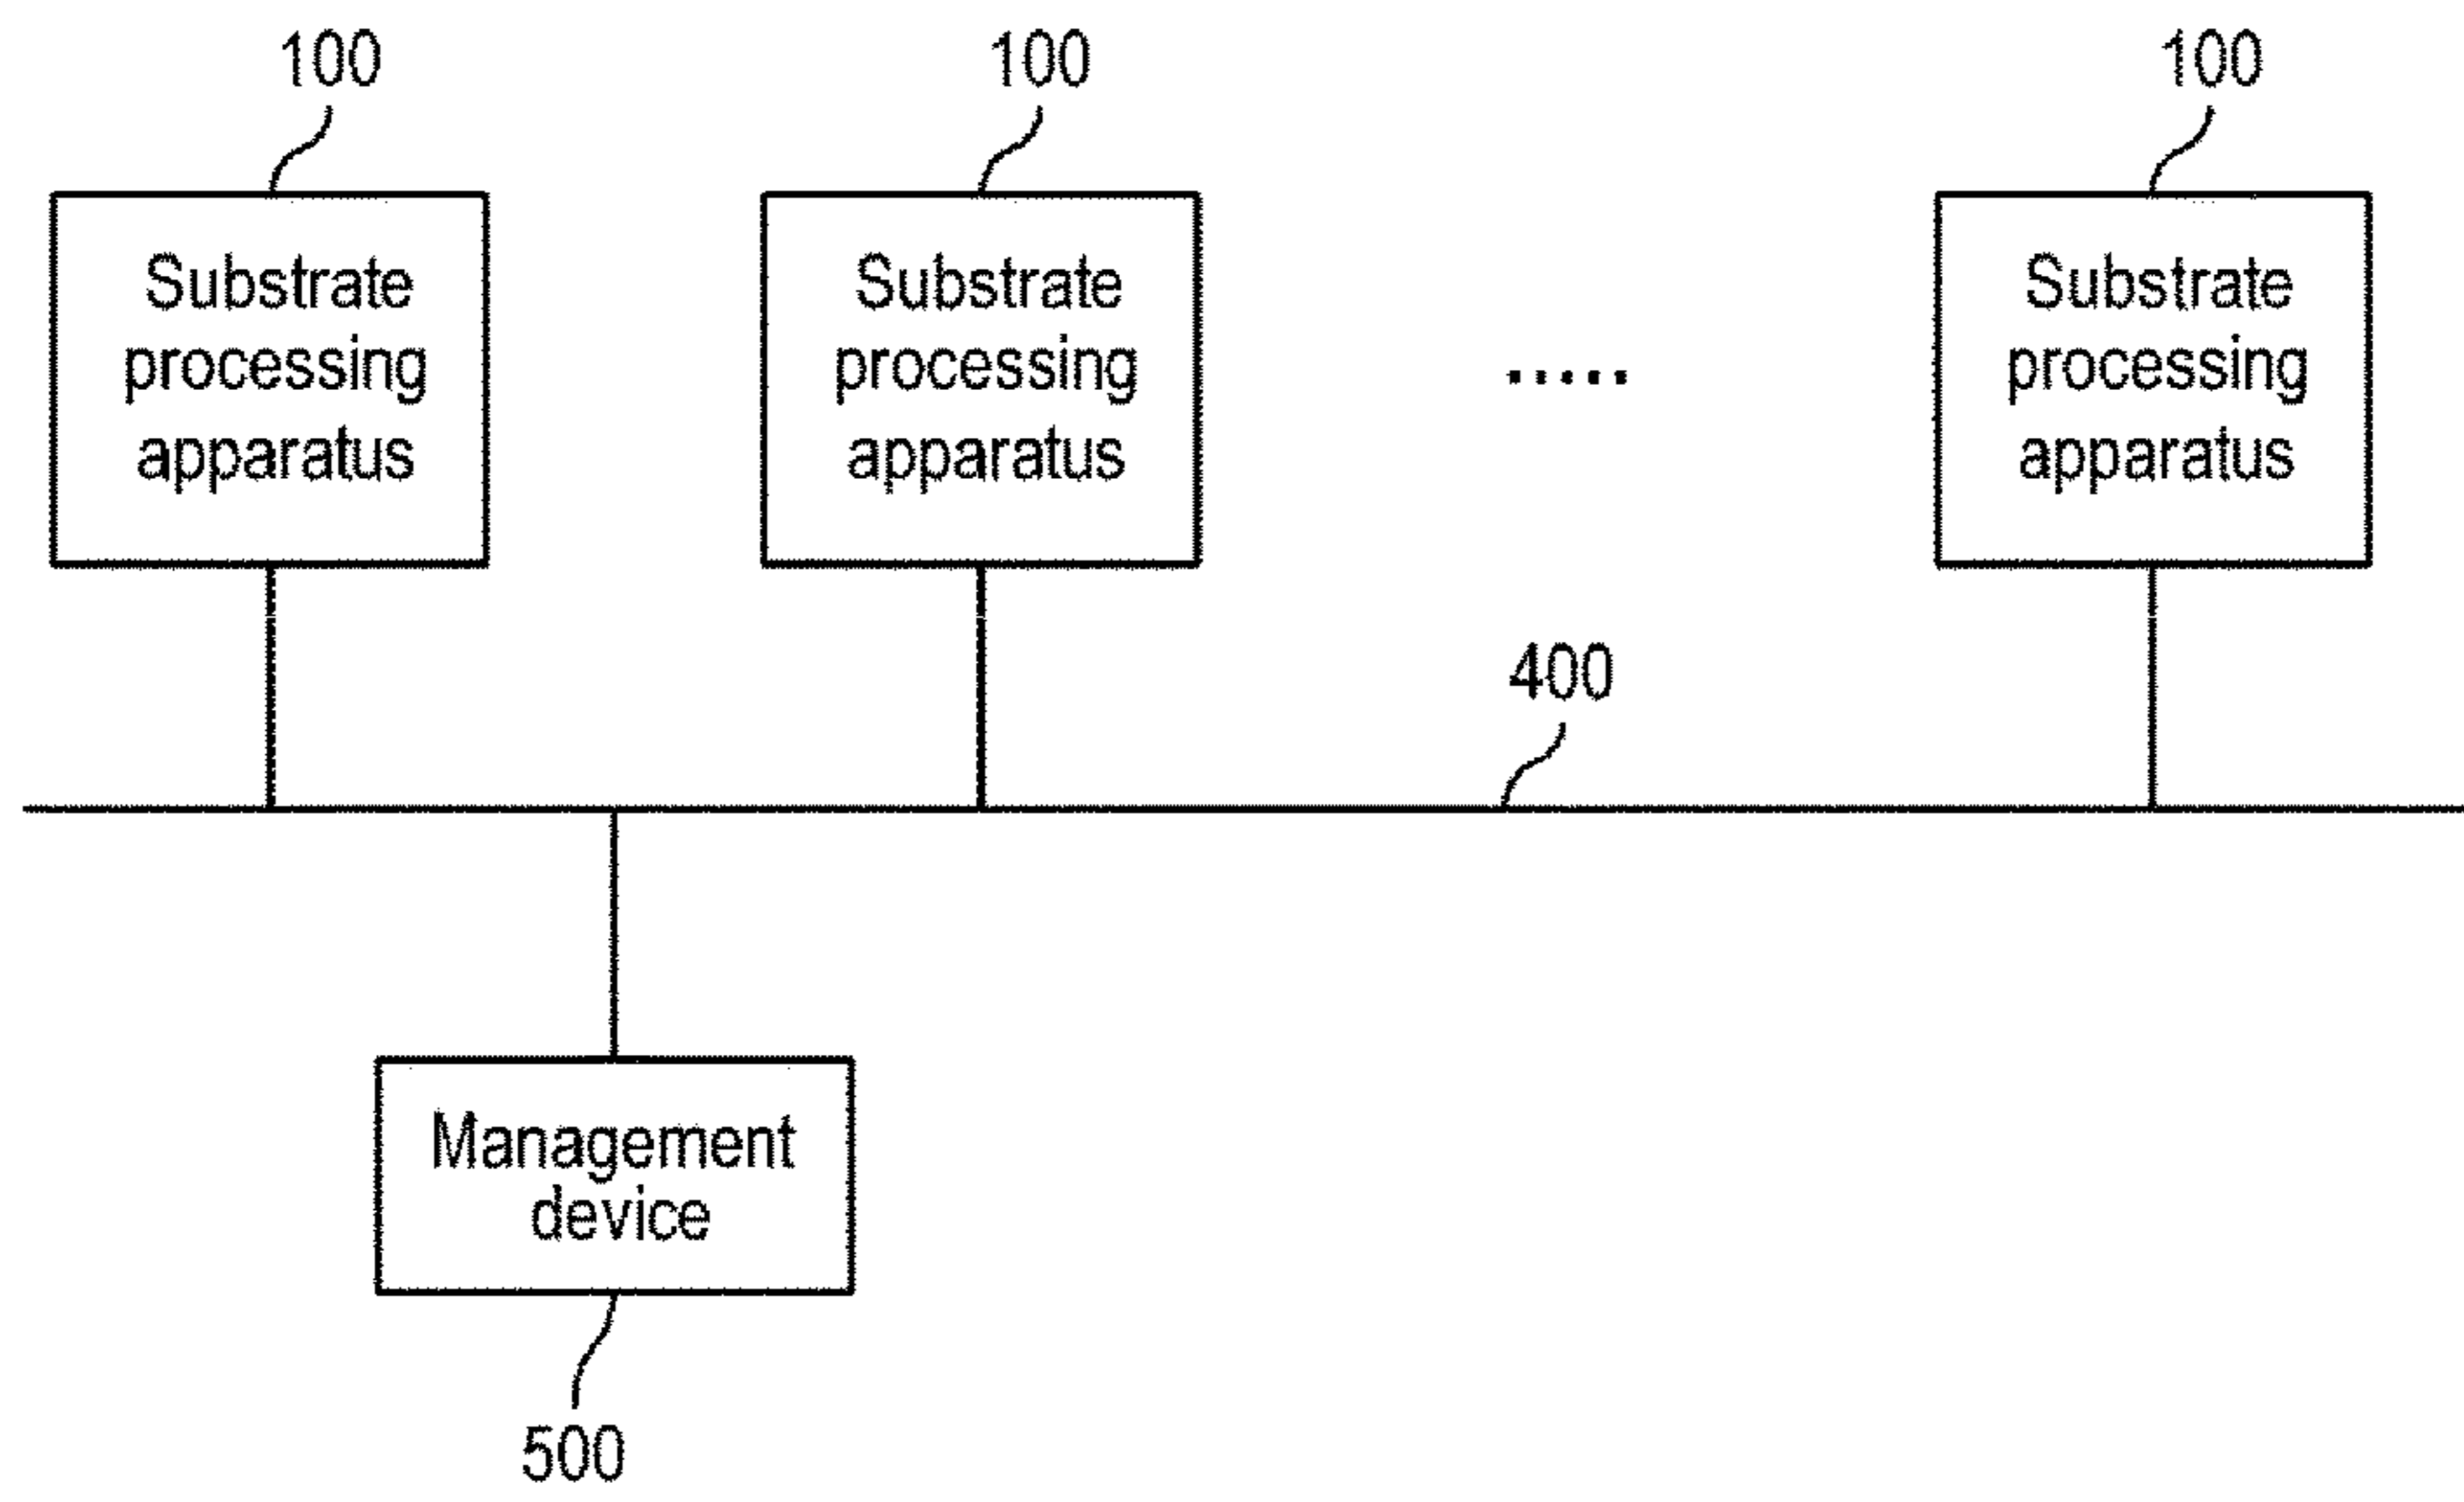 100
100
100
Substrate
processing
apparatus
Substrate
processing
apparatus
.....
Substrate
processing
apparatus
400
Management
device
500